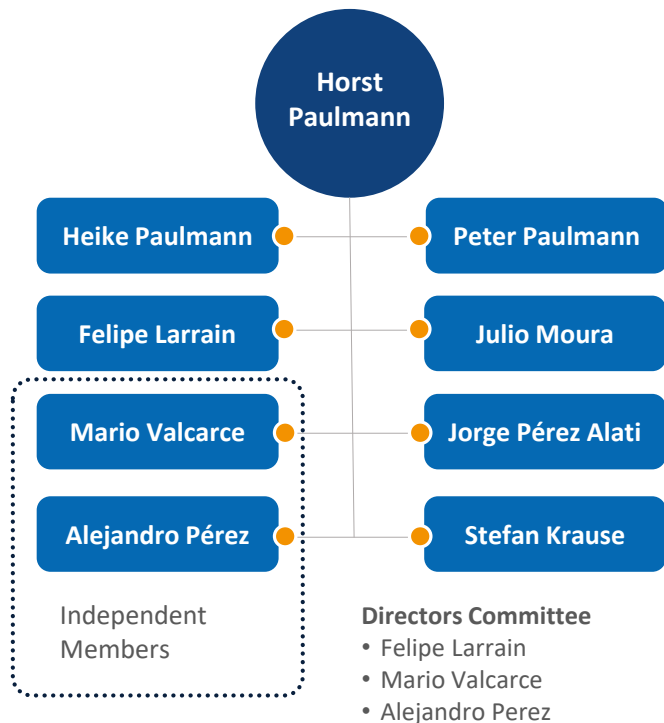 Horst
Paulmann
Heike Paulmann
Peter Paulmann
Felipe Larrain
Julio Moura
Mario Valcarce
Jorge Pérez Alati
Alejandro Pérez
Stefan Krause
Independent
Members
Directors Committee
• Felipe Larrain
• Mario Valcarce
• Alejandro Perez